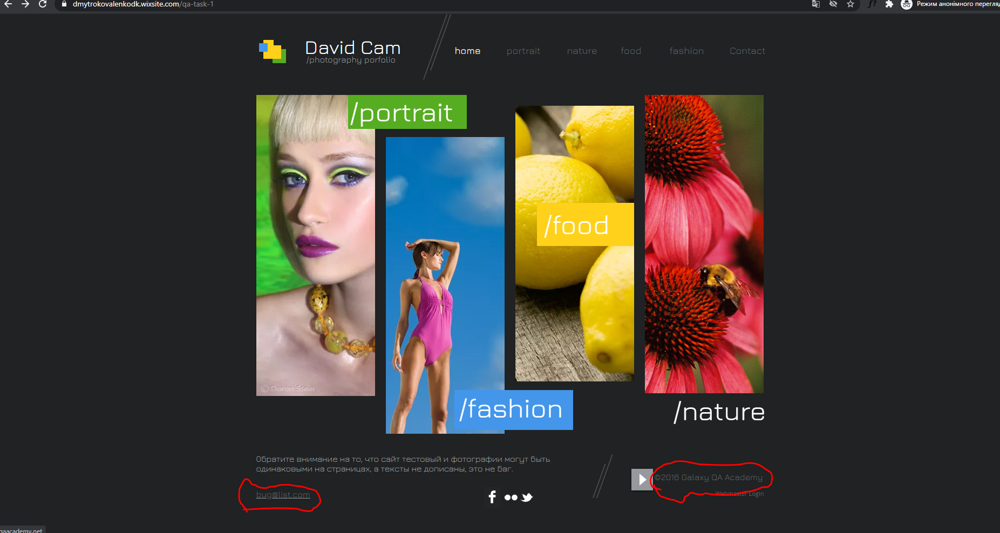 dmytrokovalenkodk.wixsite.com/qa-task-1
f?
Режим анонімного перегля
David Cam
/photography porfolio
home portrait nature food fashion Contact
/portrait
/food
© Doron Stein
/fashion
/nature
Обратите внимание на то, что сайт тестовый и фотографии могут быть
одинаковыми на страницах, а тексты не дописаны, это не баг.
©2016 Galaxy QA Academy
bug@list.com
Webmaster Login
qaacademy.net